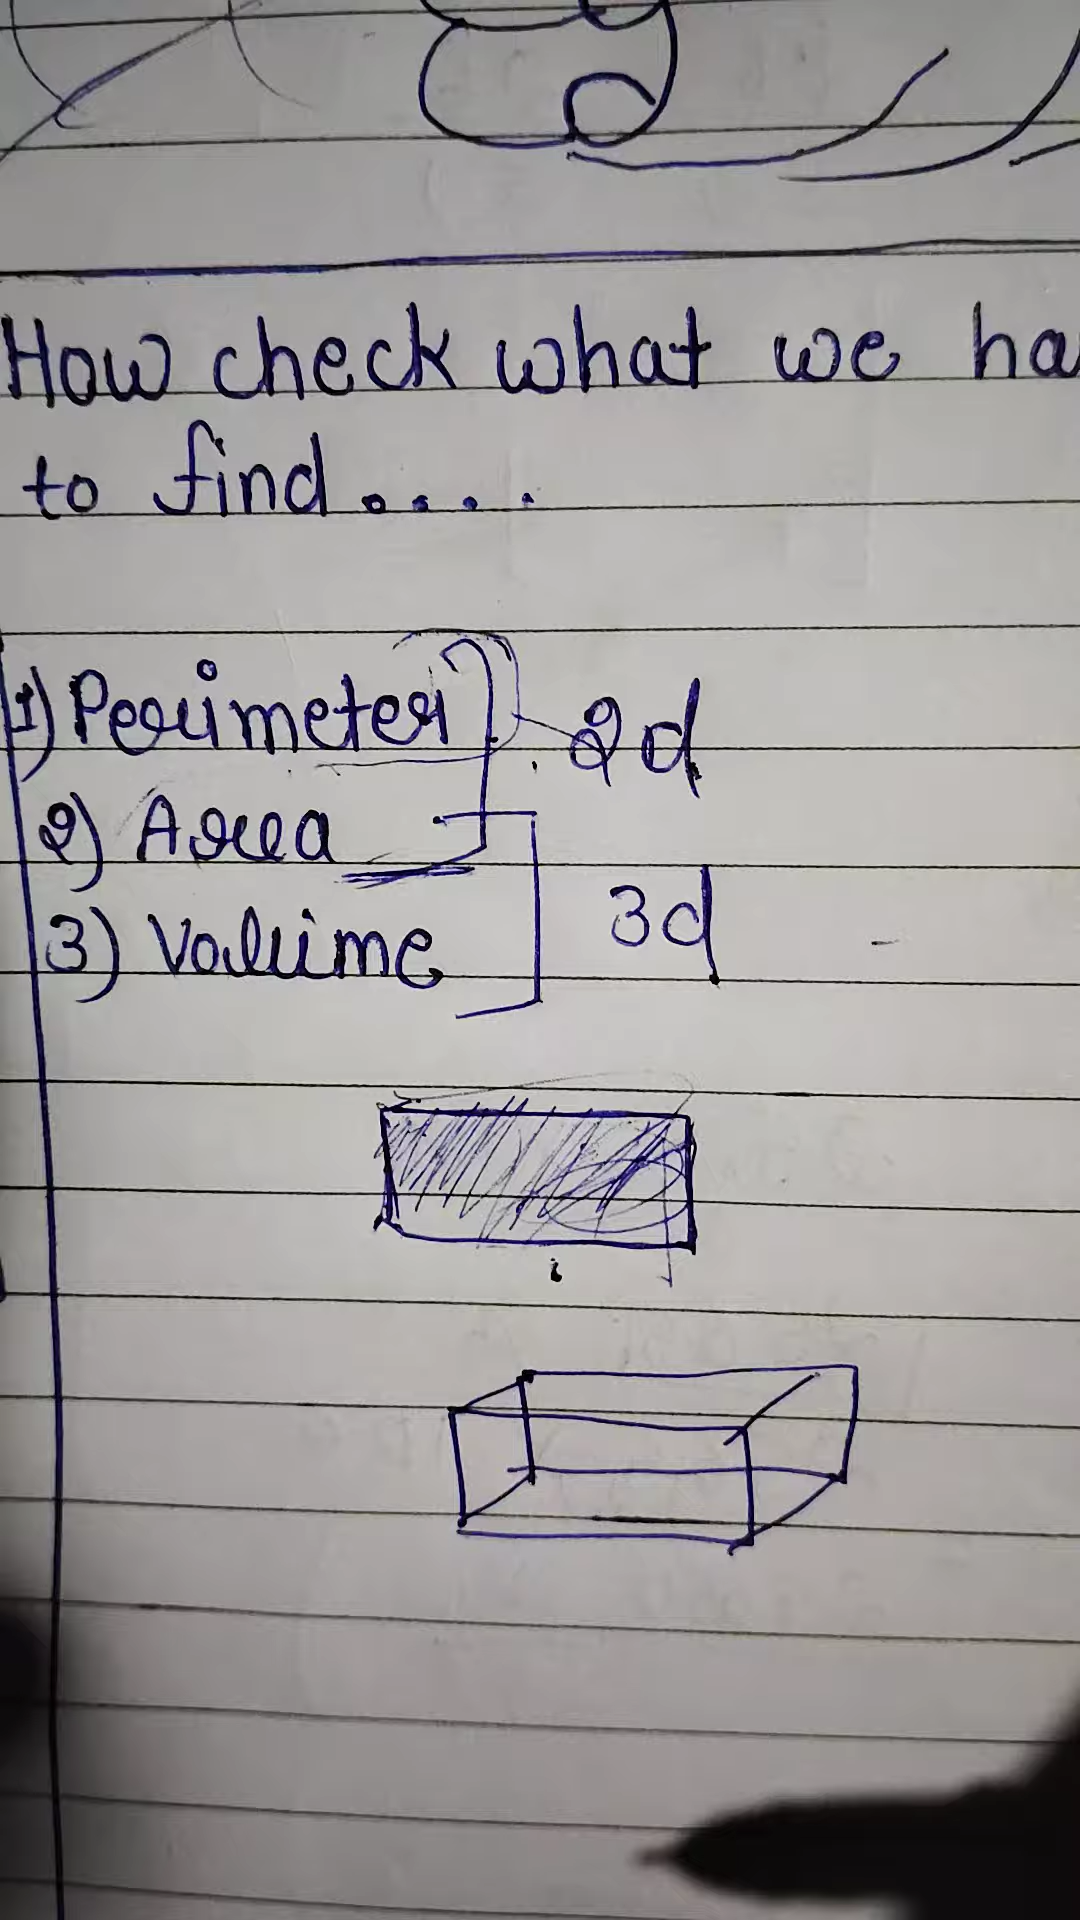 How check what we ha
to find....
1) Perimeter
2d
2) Area
3) Volume
3d